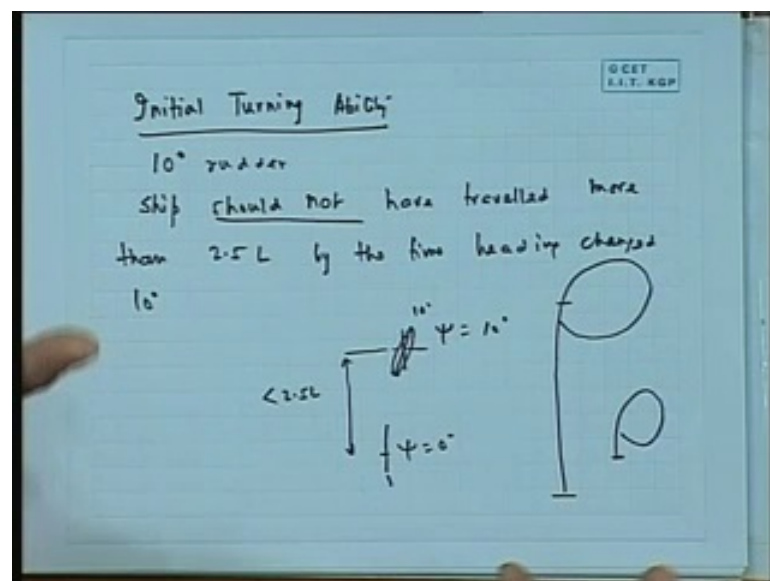 © CET
I.I.T. KGP
Initial Turning Ability
10° rudder
Ship should not have travelled more
than 2.5 L by the time heading changed
10°
10°
Ψ = 10°
< 2.5L
Ψ = 0°